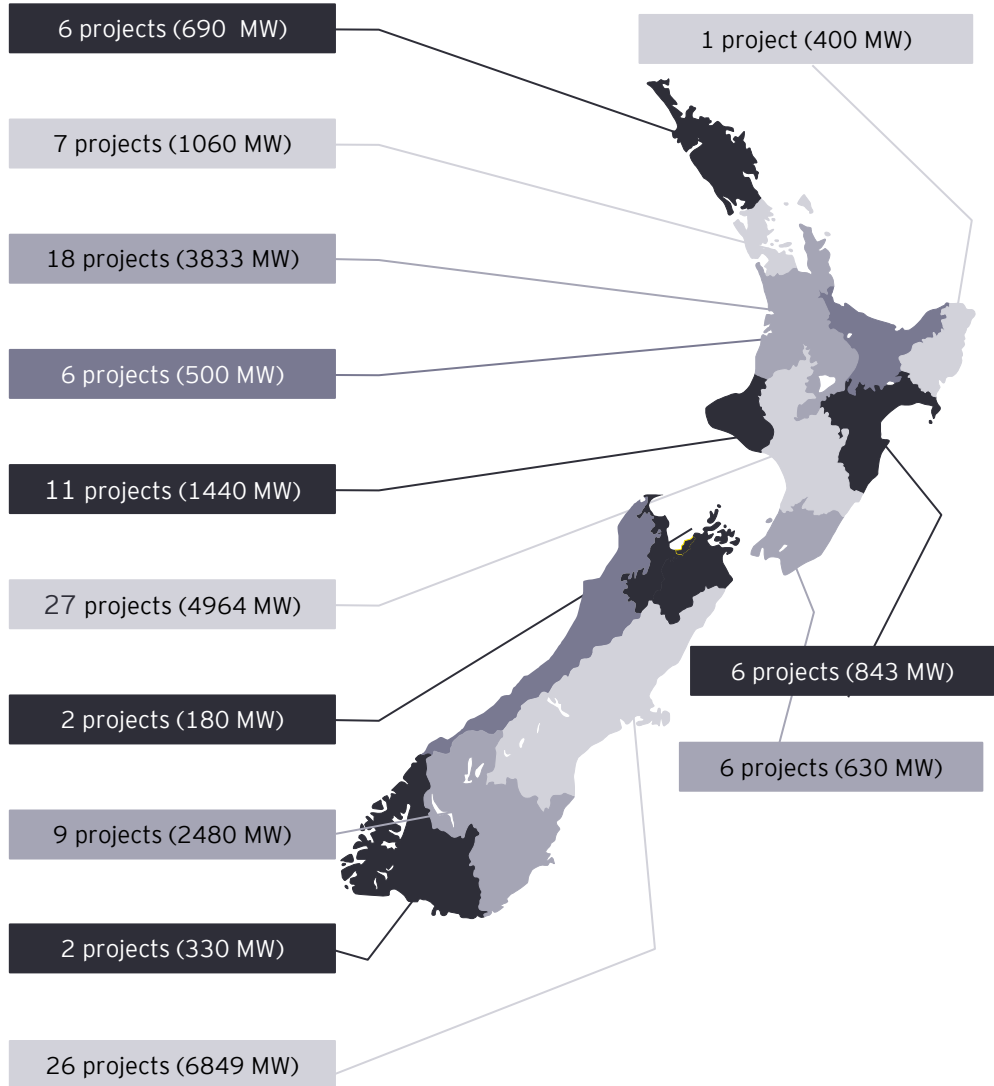 6 projects (690 MW)
1 project (400 MW)
7 projects (1060 MW)
18 projects (3833 MW)
6 projects (500 MW)
11 projects (1440 MW)
27 projects (4964 MW)
6 projects (843 MW)
2 projects (180 MW)
6 projects (630 MW)
9 projects (2480 MW)
2 projects (330 MW)
26 projects (6849 MW)